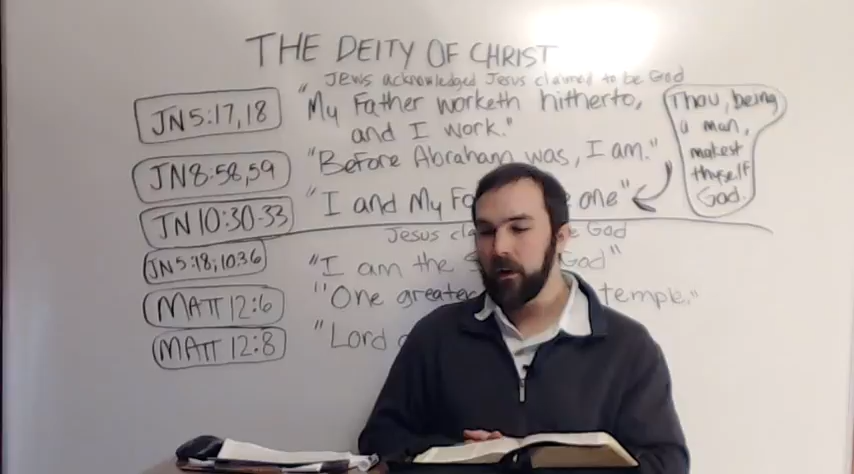 THE DEITY OF CHRIST
Jews acknowledged Jesus claimed to be God
JN 5:17,18 "My Father worketh hitherto,
and I work."
JN 8:58,59 "Before Abraham was, I am."
JN 10:30-33 "I and My one"
Thou, being
a man,
makest
thyself
God.
Jesus God
JN 5:18; 10:36 "I am the God"
MATT 12:6 "One greater temple."
MATT 12:8 "Lord